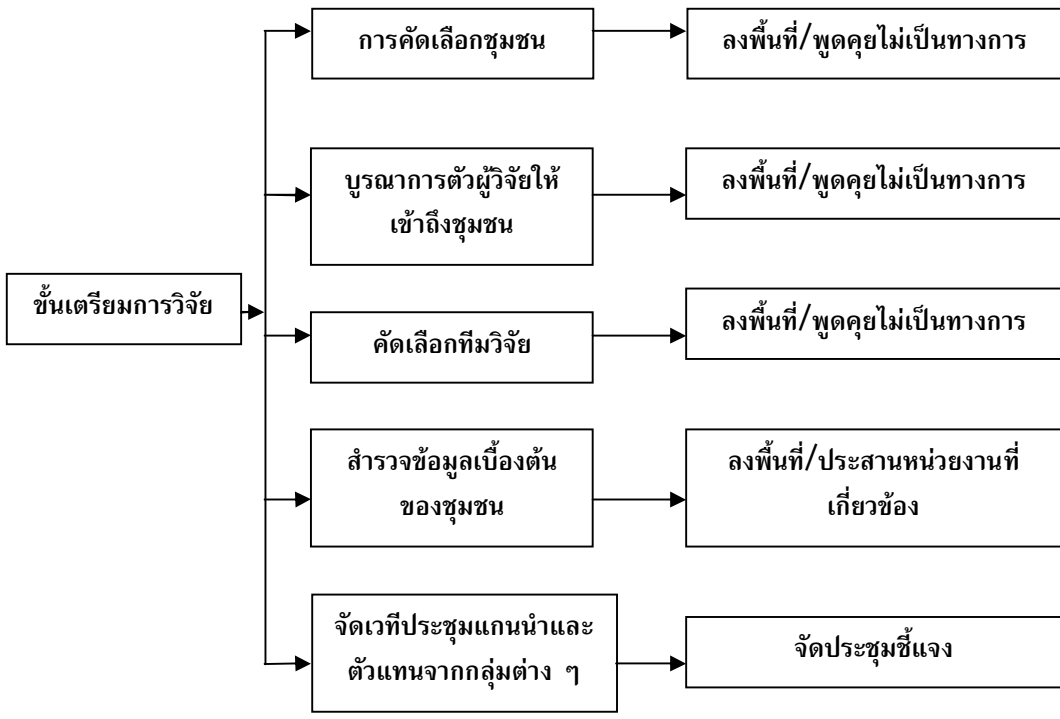 การคัดเลือกชุมชน
ลงพื้นที่/พูดคุยไม่เป็นทางการ
บูรณาการตัวผู้วิจัยให้
เข้าถึงชุมชน
ลงพื้นที่/พูดคุยไม่เป็นทางการ
ขั้นเตรียมการวิจัย
คัดเลือกทีมวิจัย
ลงพื้นที่/พูดคุยไม่เป็นทางการ
สำรวจข้อมูลเบื้องต้น
ของชุมชน
ลงพื้นที่/ประสานหน่วยงานที่
เกี่ยวข้อง
จัดเวทีประชุมแกนนำและ
ตัวแทนจากกลุ่มต่าง ๆ
จัดประชุมชี้แจง